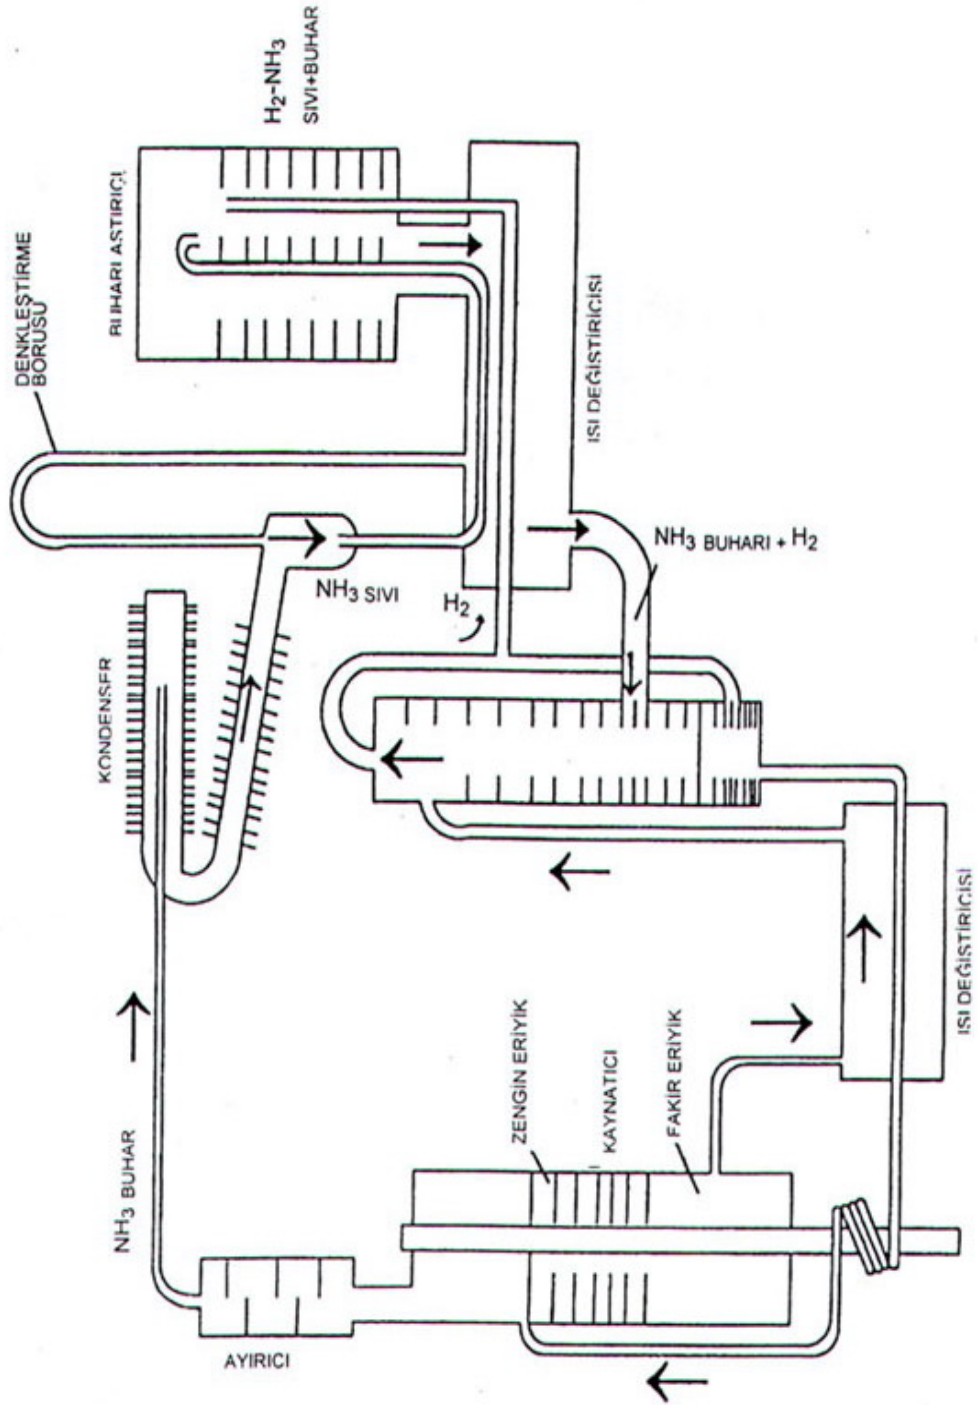 DENKLEŞTİRME
BORUSU
BUHARLAŞTIRICI
H2-NH3
SIVI+BUHAR
KONDENSER
NH3 SIVI
H2
ISI DEĞİŞTİRİCİSİ
NH3 BUHARI + H2
NH3 BUHAR
AYIRICI
ZENGİN ERİYİK
KAYNATICI
FAKİR ERİYİK
ISI DEĞİŞTİRİCİSİ